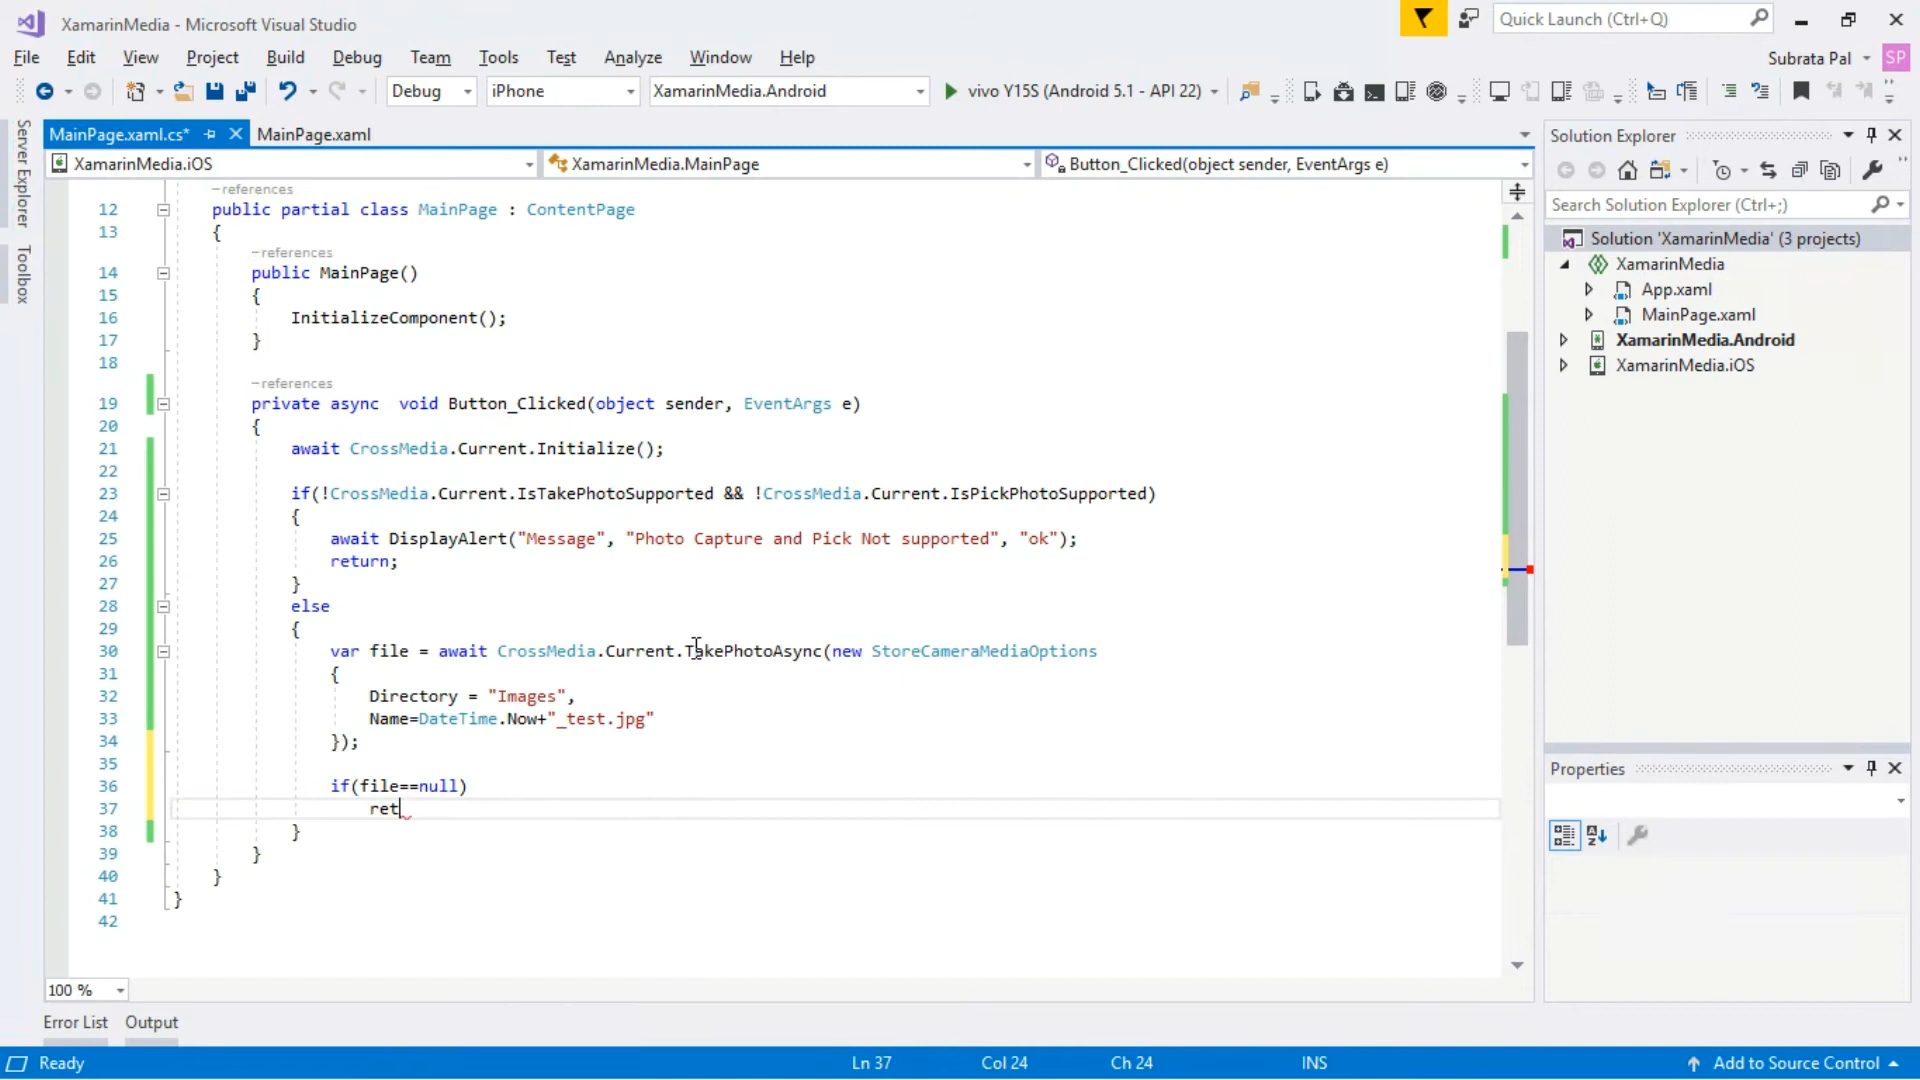 XamarinMedia - Microsoft Visual Studio
Quick Launch (Ctrl+Q)
File Edit View Project Build Debug Team Tools Test Analyze Window Help
Subrata Pal SP
Debug iPhone XamarinMedia.Android vivo Y15S (Android 5.1 - API 22)
Server Explorer
Toolbox
MainPage.xaml.cs* MainPage.xaml
XamarinMedia.iOS XamarinMedia.MainPage Button_Clicked(object sender, EventArgs e)
-references
12 public partial class MainPage : ContentPage
13 {
-references
14 public MainPage()
15 {
16 InitializeComponent();
17 }
18
-references
19 private async  void Button_Clicked(object sender, EventArgs e)
20 {
21 await CrossMedia.Current.Initialize();
22
23 if(!CrossMedia.Current.IsTakePhotoSupported && !CrossMedia.Current.IsPickPhotoSupported)
24 {
25 await DisplayAlert("Message", "Photo Capture and Pick Not supported", "ok");
26 return;
27 }
28 else
29 {
30 var file = await CrossMedia.Current.TakePhotoAsync(new StoreCameraMediaOptions
31 {
32 Directory = "Images",
33 Name=DateTime.Now+"_test.jpg"
34 });
35
36 if(file==null)
37 ret
38 }
39 }
40 }
41 }
42
100 %
Error List Output
Solution Explorer
Search Solution Explorer (Ctrl+;)
Solution 'XamarinMedia' (3 projects)
XamarinMedia
App.xaml
MainPage.xaml
XamarinMedia.Android
XamarinMedia.iOS
Properties
Ready Ln 37 Col 24 Ch 24 INS Add to Source Control